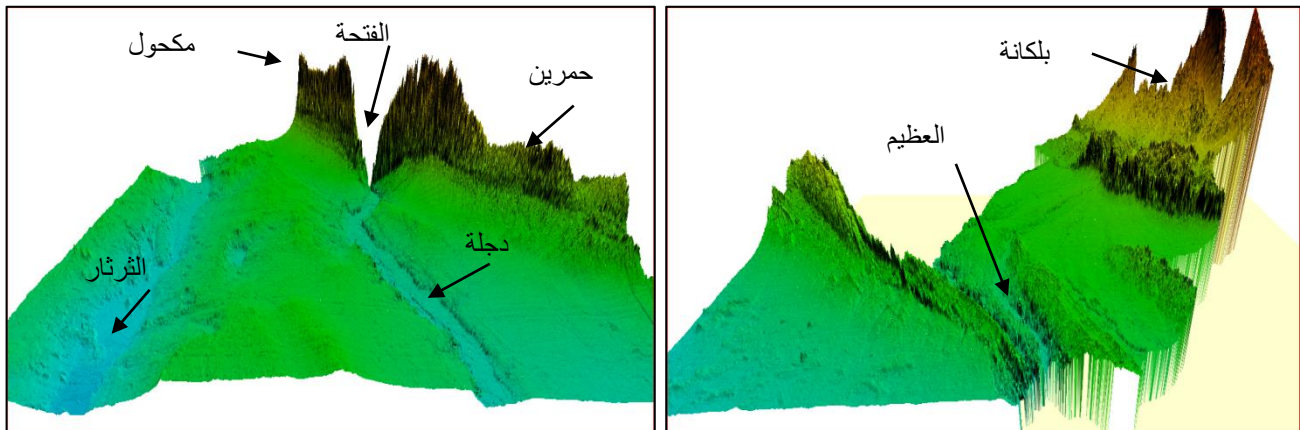 الفتحة
مكحول
حمرين
دجلة
الثرثار
بلكانة
العظيم